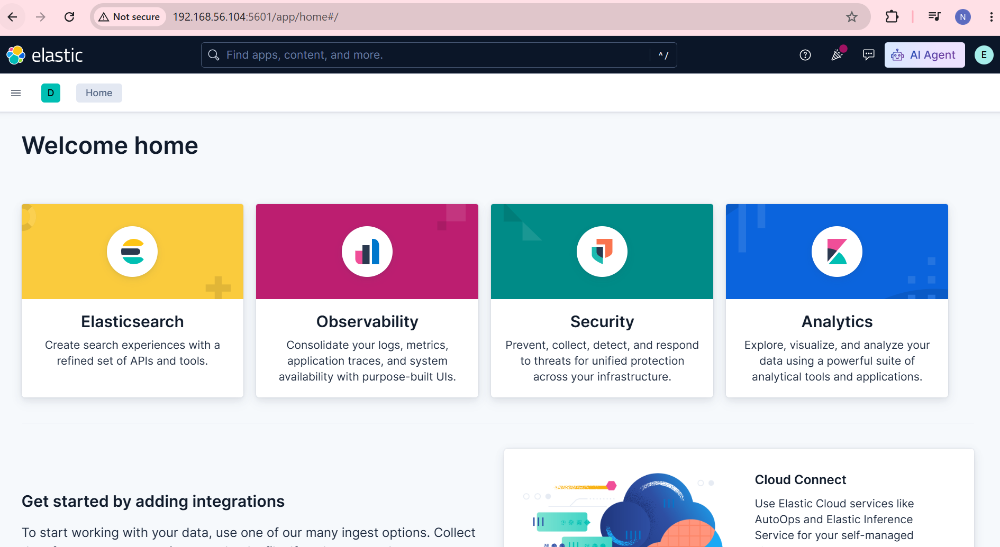 Not secure 192.168.56.104:5601/app/home#/
N
elastic
Find apps, content, and more.
^ /
AI Agent
E
D
Home
Welcome home
Elasticsearch
Create search experiences with a
refined set of APIs and tools.
Observability
Consolidate your logs, metrics,
application traces, and system
availability with purpose-built UIs.
Security
Prevent, collect, detect, and respond
to threats for unified protection
across your infrastructure.
Analytics
Explore, visualize, and analyze your
data using a powerful suite of
analytical tools and applications.
Get started by adding integrations
To start working with your data, use one of our many ingest options. Collect
Cloud Connect
Use Elastic Cloud services like
AutoOps and Elastic Inference
Service for your self-managed